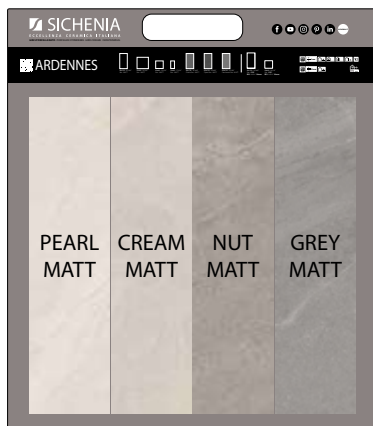 SICHENIA
ECCELLENZA CERAMICA ITALIANA
ARDENNES
PEARL MATT
CREAM MATT
NUT MATT
GREY MATT